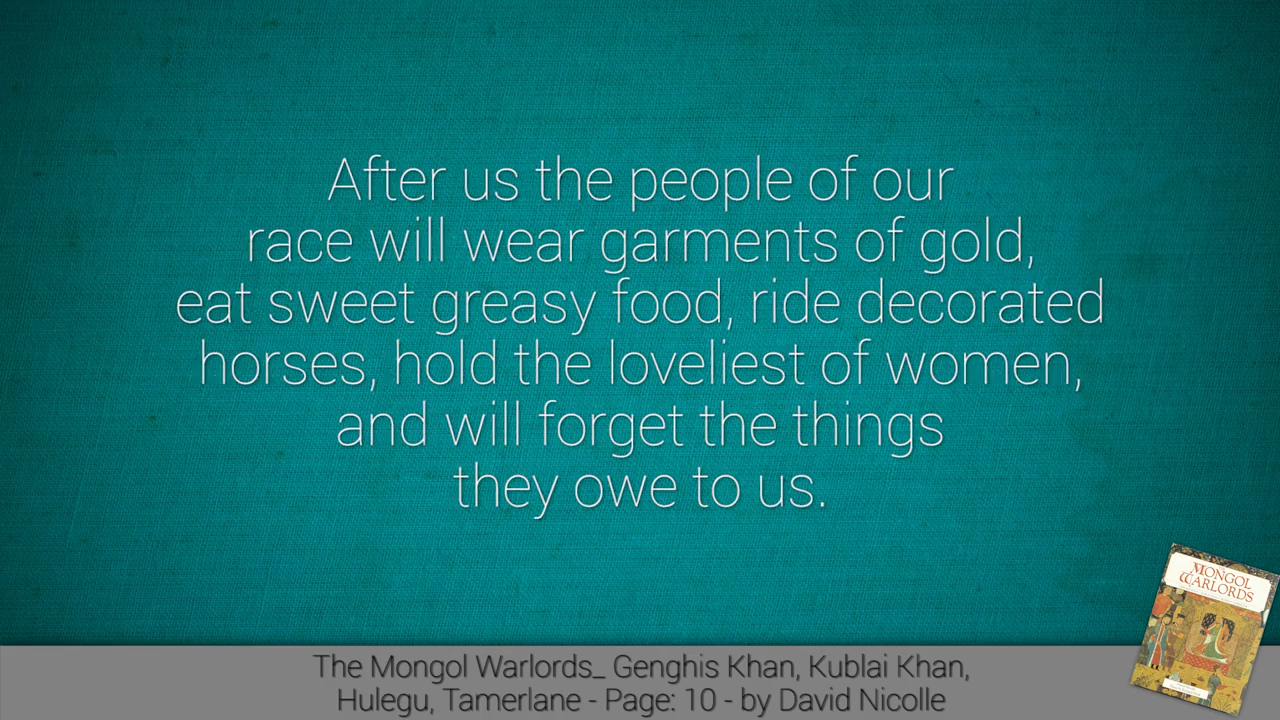 After us the people of our
race will wear garments of gold,
eat sweet greasy food, ride decorated
horses, hold the loveliest of women,
and will forget the things
they owe to us.
MONGOL
WARLORDS
The Mongol Warlords_ Genghis Khan, Kublai Khan,
Hulegu, Tamerlane - Page: 10 - by David Nicolle